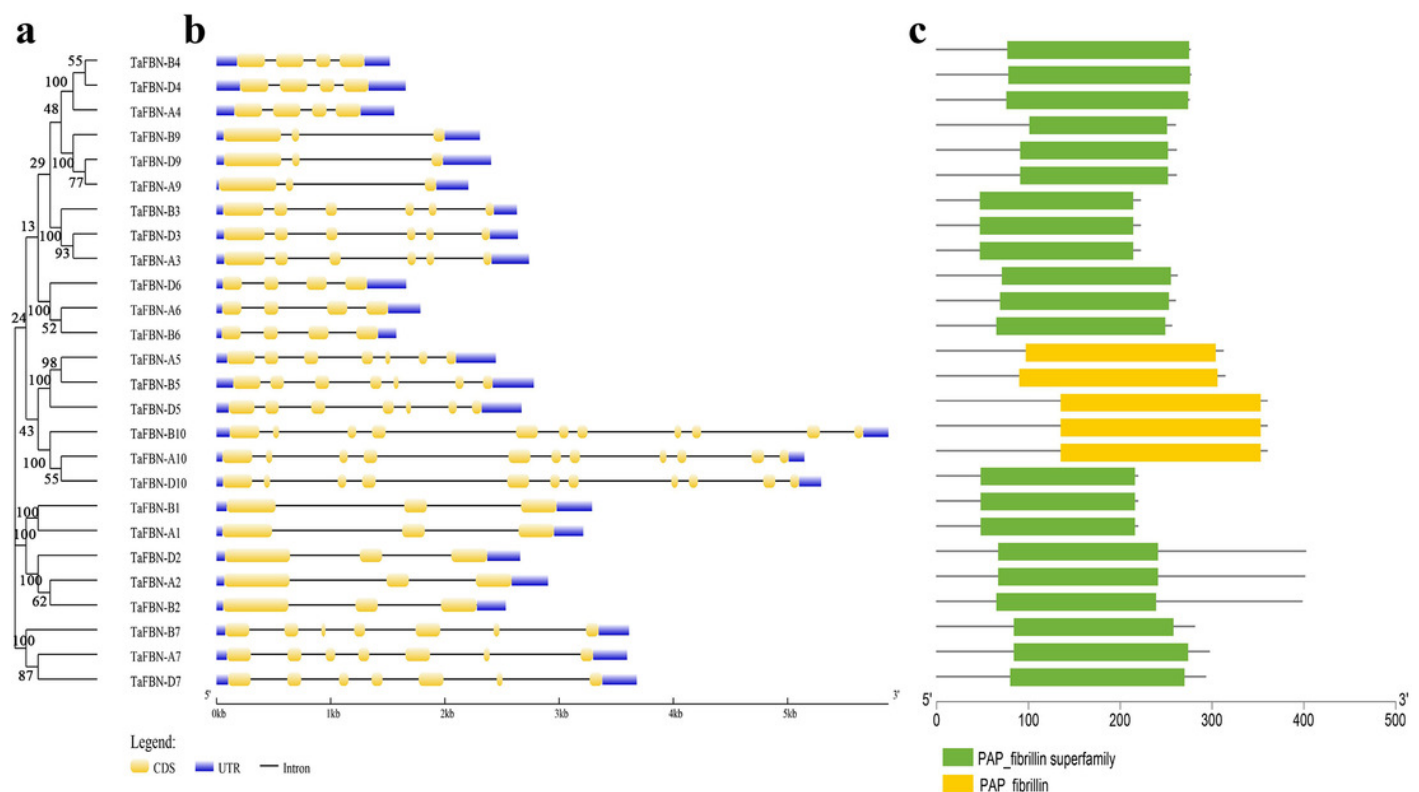 a b c
55
TaFBN-B4
100
TaFBN-D4
48
TaFBN-A4
TaFBN-B9
29
100
TaFBN-D9
77
TaFBN-A9
TaFBN-B3
13
100
TaFBN-D3
93
TaFBN-A3
TaFBN-D6
100
TaFBN-A6
24
52
TaFBN-B6
98
TaFBN-A5
100
TaFBN-B5
TaFBN-D5
43
TaFBN-B10
100
TaFBN-A10
55
TaFBN-D10
100
TaFBN-B1
100
TaFBN-A1
TaFBN-D2
100
TaFBN-A2
62
TaFBN-B2
TaFBN-B7
100
TaFBN-A7
87
TaFBN-D7
5' 3'
0kb 1kb 2kb 3kb 4kb 5kb
5' 3'
0 100 200 300 400 500
Legend:
CDS UTR Intron
PAP_fibrillin superfamily
PAP_fibrillin